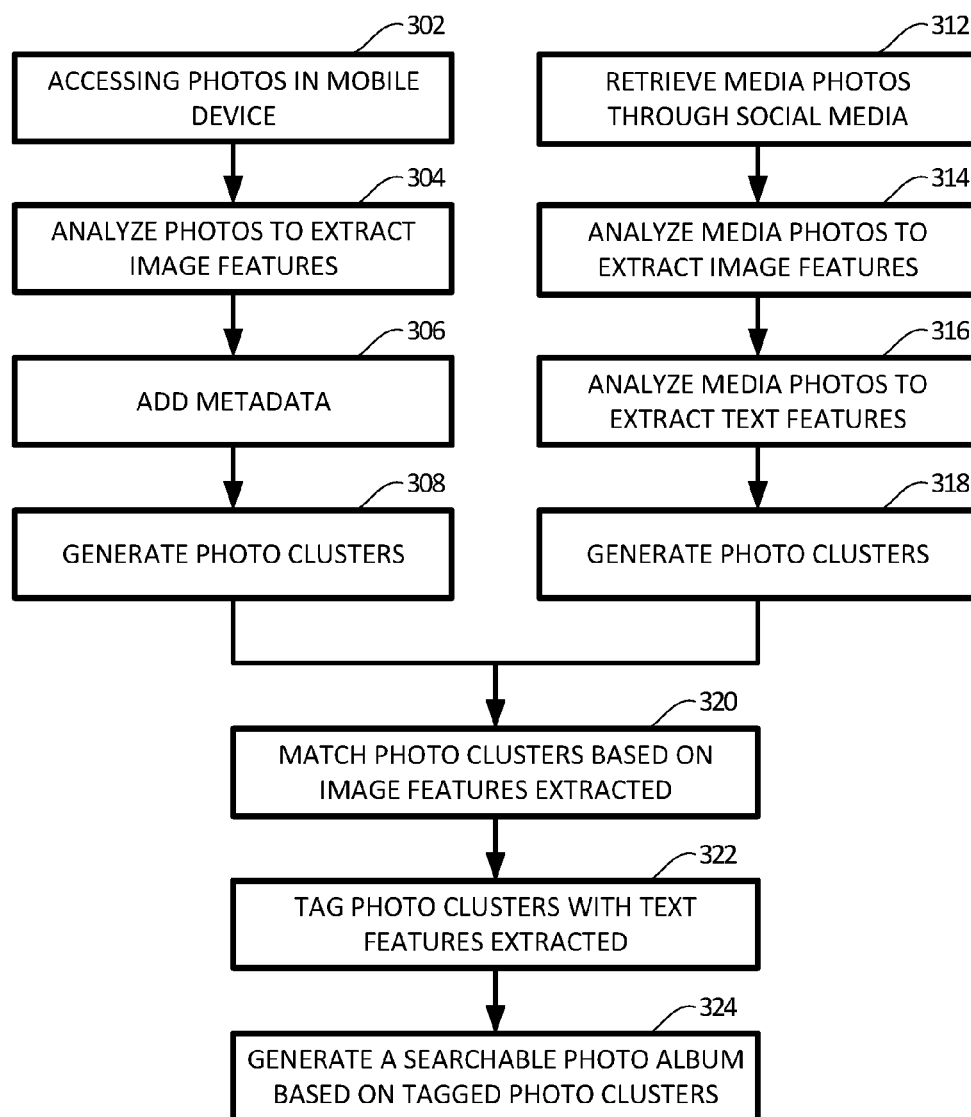 302
ACCESSING PHOTOS IN MOBILE
DEVICE
304
ANALYZE PHOTOS TO EXTRACT
IMAGE FEATURES
306
ADD METADATA
308
GENERATE PHOTO CLUSTERS
312
RETRIEVE MEDIA PHOTOS
THROUGH SOCIAL MEDIA
314
ANALYZE MEDIA PHOTOS TO
EXTRACT IMAGE FEATURES
316
ANALYZE MEDIA PHOTOS TO
EXTRACT TEXT FEATURES
318
GENERATE PHOTO CLUSTERS
320
MATCH PHOTO CLUSTERS BASED ON
IMAGE FEATURES EXTRACTED
322
TAG PHOTO CLUSTERS WITH TEXT
FEATURES EXTRACTED
324
GENERATE A SEARCHABLE PHOTO ALBUM
BASED ON TAGGED PHOTO CLUSTERS